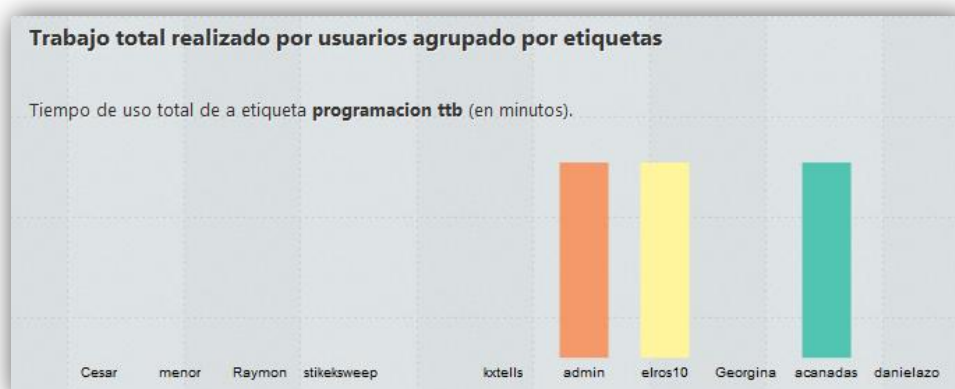 Trabajo total realizado por usuarios agrupado por etiquetas
Tiempo de uso total de a etiqueta programacion ttb (en minutos).
Cesar menor Raymon stikeksweep kxtells admin elros10 Georgina acanadas danielazo